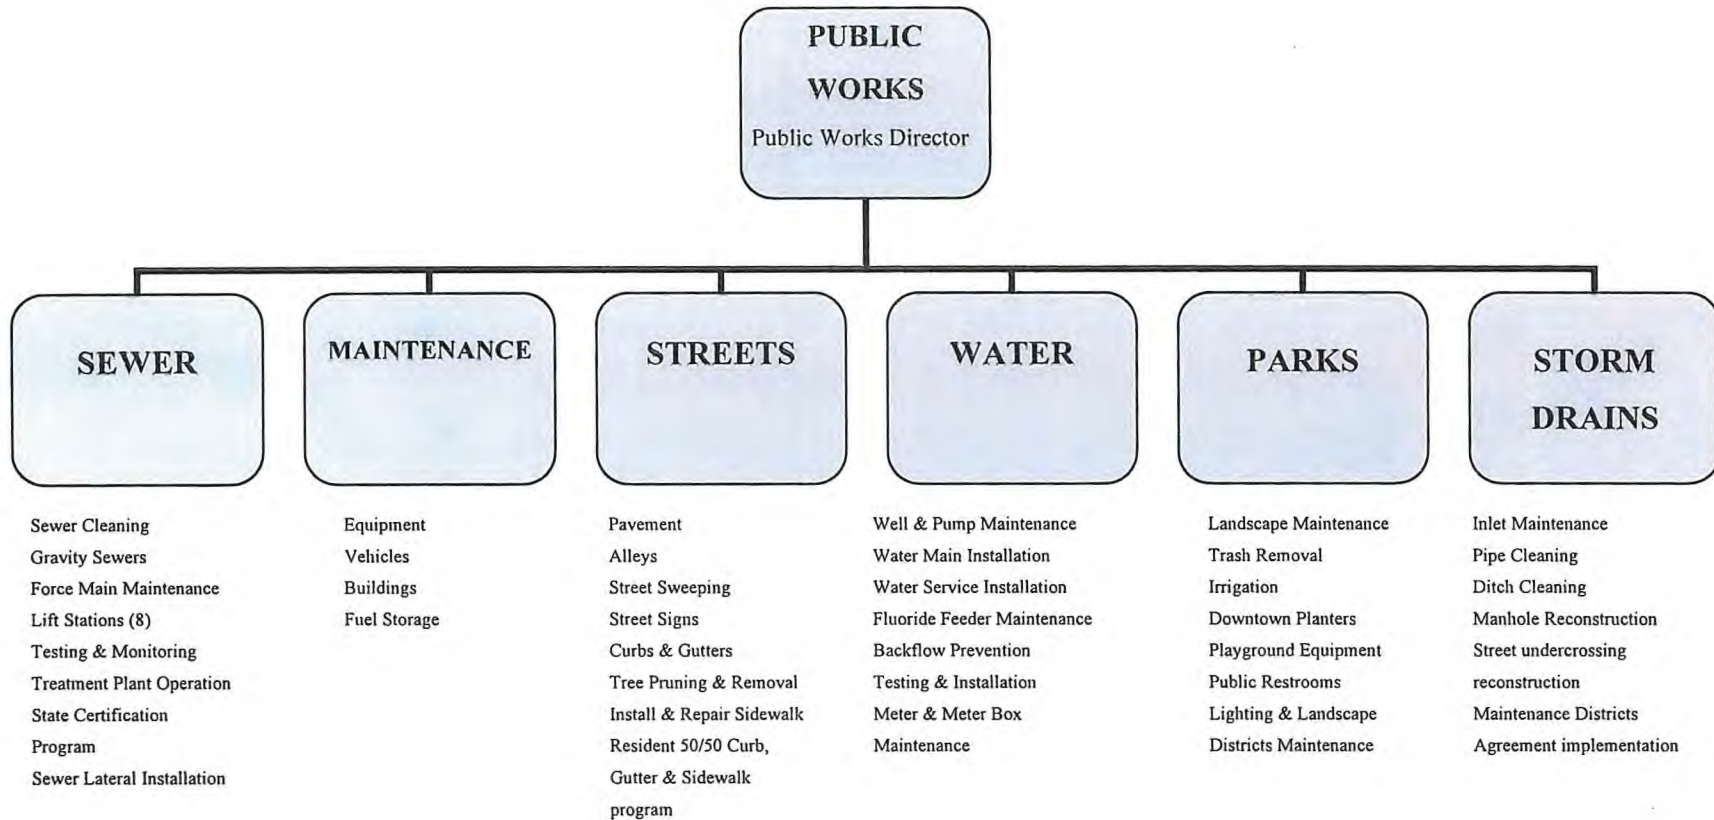 PUBLIC
WORKS
Public Works Director
SEWER
Sewer Cleaning
Gravity Sewers
Force Main Maintenance
Lift Stations (8)
Testing & Monitoring
Treatment Plant Operation
State Certification
Program
Sewer Lateral Installation
MAINTENANCE
Equipment
Vehicles
Buildings
Fuel Storage
STREETS
Pavement
Alleys
Street Sweeping
Street Signs
Curbs & Gutters
Tree Pruning & Removal
Install & Repair Sidewalk
Resident 50/50 Curb,
Gutter & Sidewalk
program
WATER
Well & Pump Maintenance
Water Main Installation
Water Service Installation
Fluoride Feeder Maintenance
Backflow Prevention
Testing & Installation
Meter & Meter Box
Maintenance
PARKS
Landscape Maintenance
Trash Removal
Irrigation
Downtown Planters
Playground Equipment
Public Restrooms
Lighting & Landscape
Districts Maintenance
STORM
DRAINS
Inlet Maintenance
Pipe Cleaning
Ditch Cleaning
Manhole Reconstruction
Street undercrossing
reconstruction
Maintenance Districts
Agreement implementation